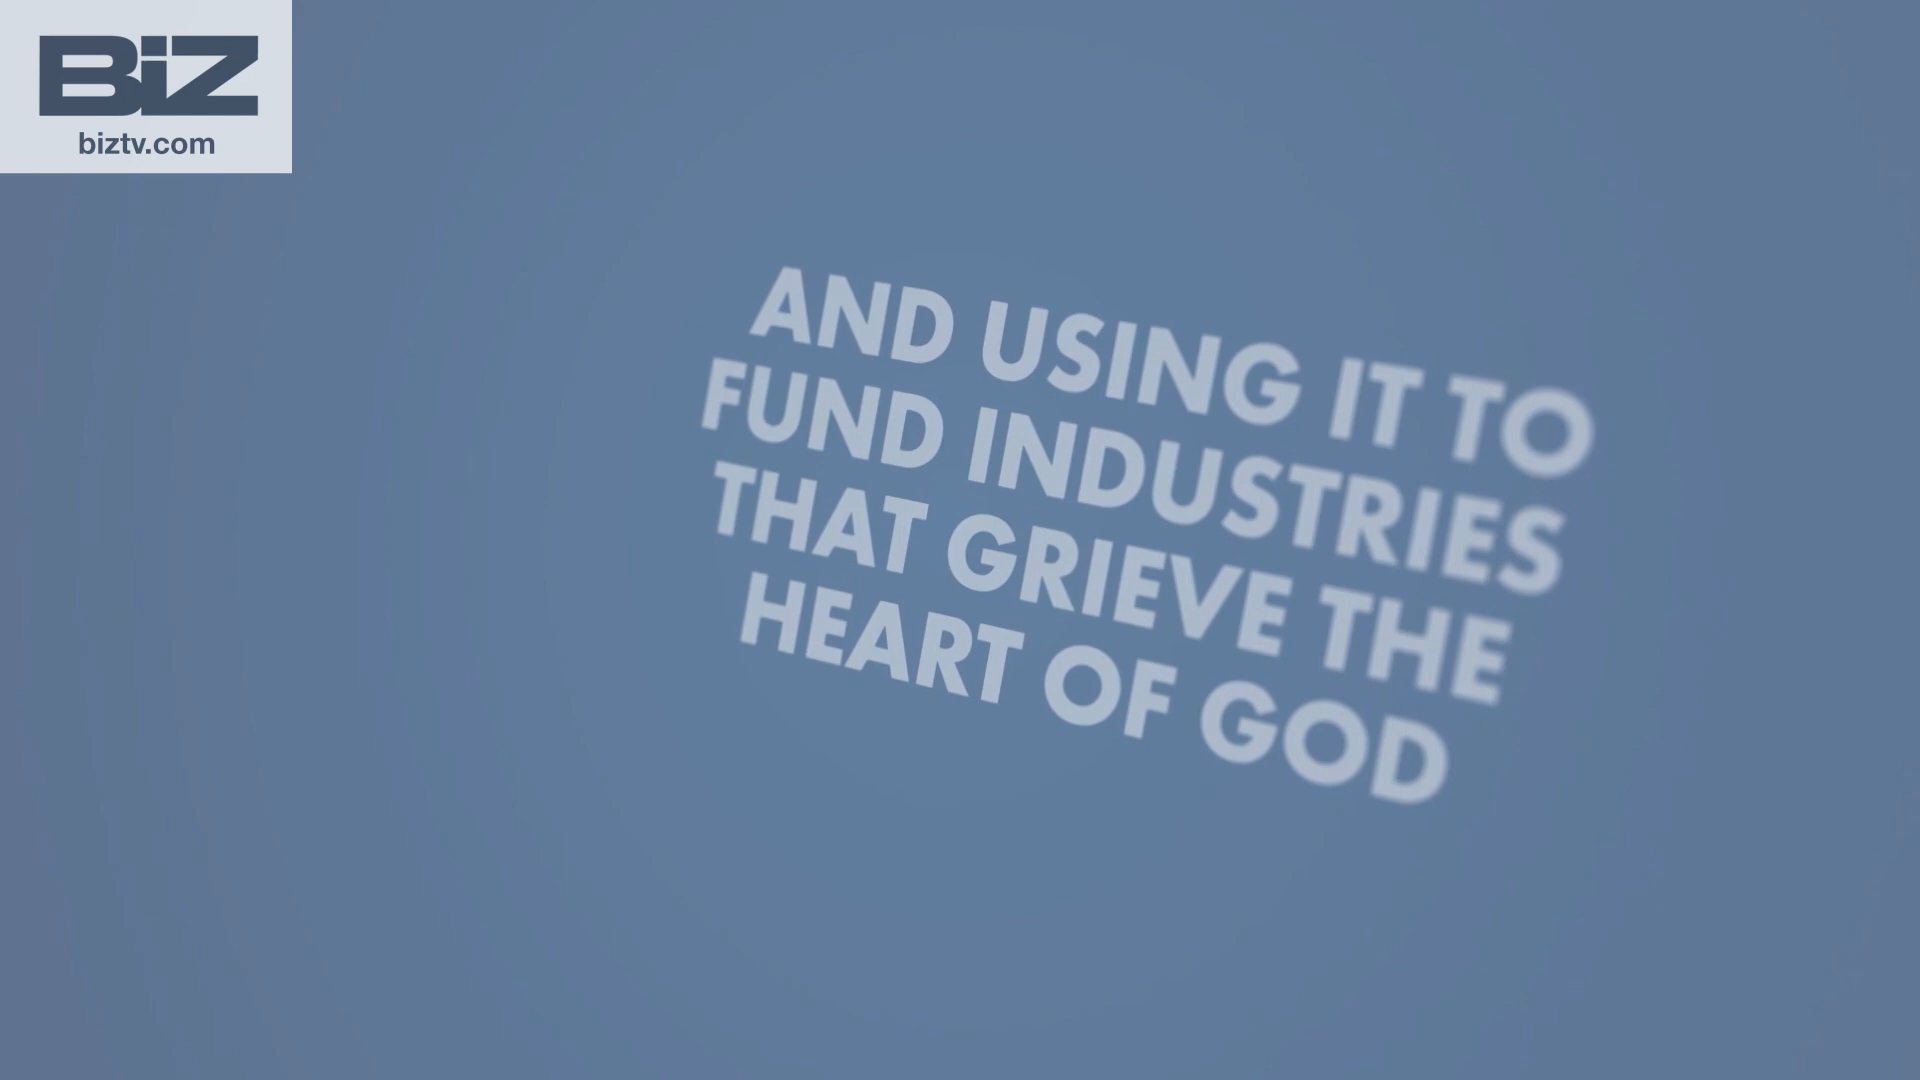 BiZ
biztv.com
AND USING IT TO
FUND INDUSTRIES
THAT GRIEVE THE
HEART OF GOD